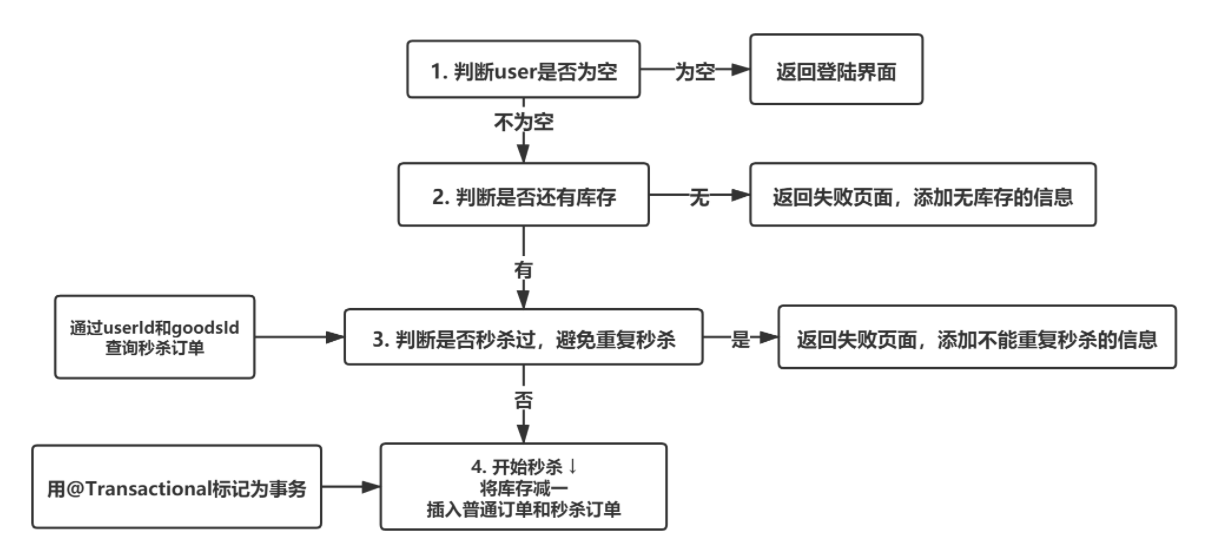 1. 判断user是否为空
为空
返回登陆界面
不为空
2. 判断是否还有库存
无
返回失败页面，添加无库存的信息
有
通过userId和goodsId
查询秒杀订单
3. 判断是否秒杀过，避免重复秒杀
是
返回失败页面，添加不能重复秒杀的信息
否
用@Transactional标记为事务
4. 开始秒杀↓
将库存减一
插入普通订单和秒杀订单